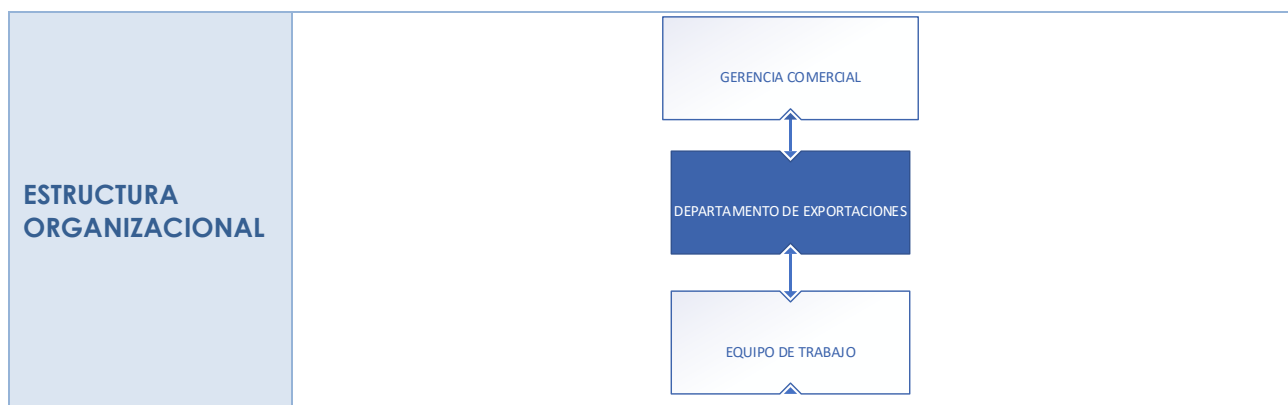 ESTRUCTURA
ORGANIZACIONAL
GERENCIA COMERCIAL
DEPARTAMENTO DE EXPORTACIONES
EQUIPO DE TRABAJO